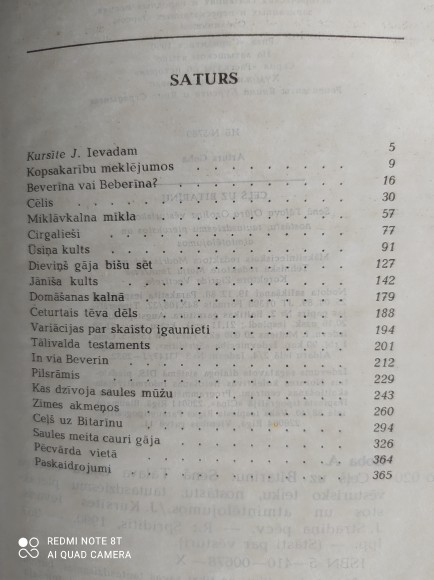 SATURS
Kursīte J. Ievadam . . . . . . . . . 5
Kopsakarību meklējumos . . . . . . . . 9
Beverīna vai Beberīna? . . . . . . . . 16
Cēlis . . . . . . . . . . . 30
Miklāvkalna mīkla . . . . . . . . . 57
Cirgalieši . . . . . . . . . . 77
Ūsiņa kults . . . . . . . . . . 91
Dieviņš gāja bišu sēt . . . . . . . . 127
Jāniša kults . . . . . . . . . 142
Domāšanas kalnā . . . . . . . . . 179
Ceturtais tēva dēls . . . . . . . . 188
Variācijas par skaisto igaunieti . . . . . . 194
Tālivalda testaments . . . . . . . . 201
In via Beverin . . . . . . . . . 212
Pilsrāmis . . . . . . . . . . 229
Kas dzīvoja saules mūžu . . . . . . . 243
Zīmes akmeņos . . . . . . . . . 260
Ceļš uz Bitarīnu . . . . . . . . . 294
Saules meita cauri gāja . . . . . . . 326
Pēcvārda vietā . . . . . . . . . 364
Paskaidrojumi . . . . . . . . . 365
REDMI NOTE 8T
AI QUAD CAMERA